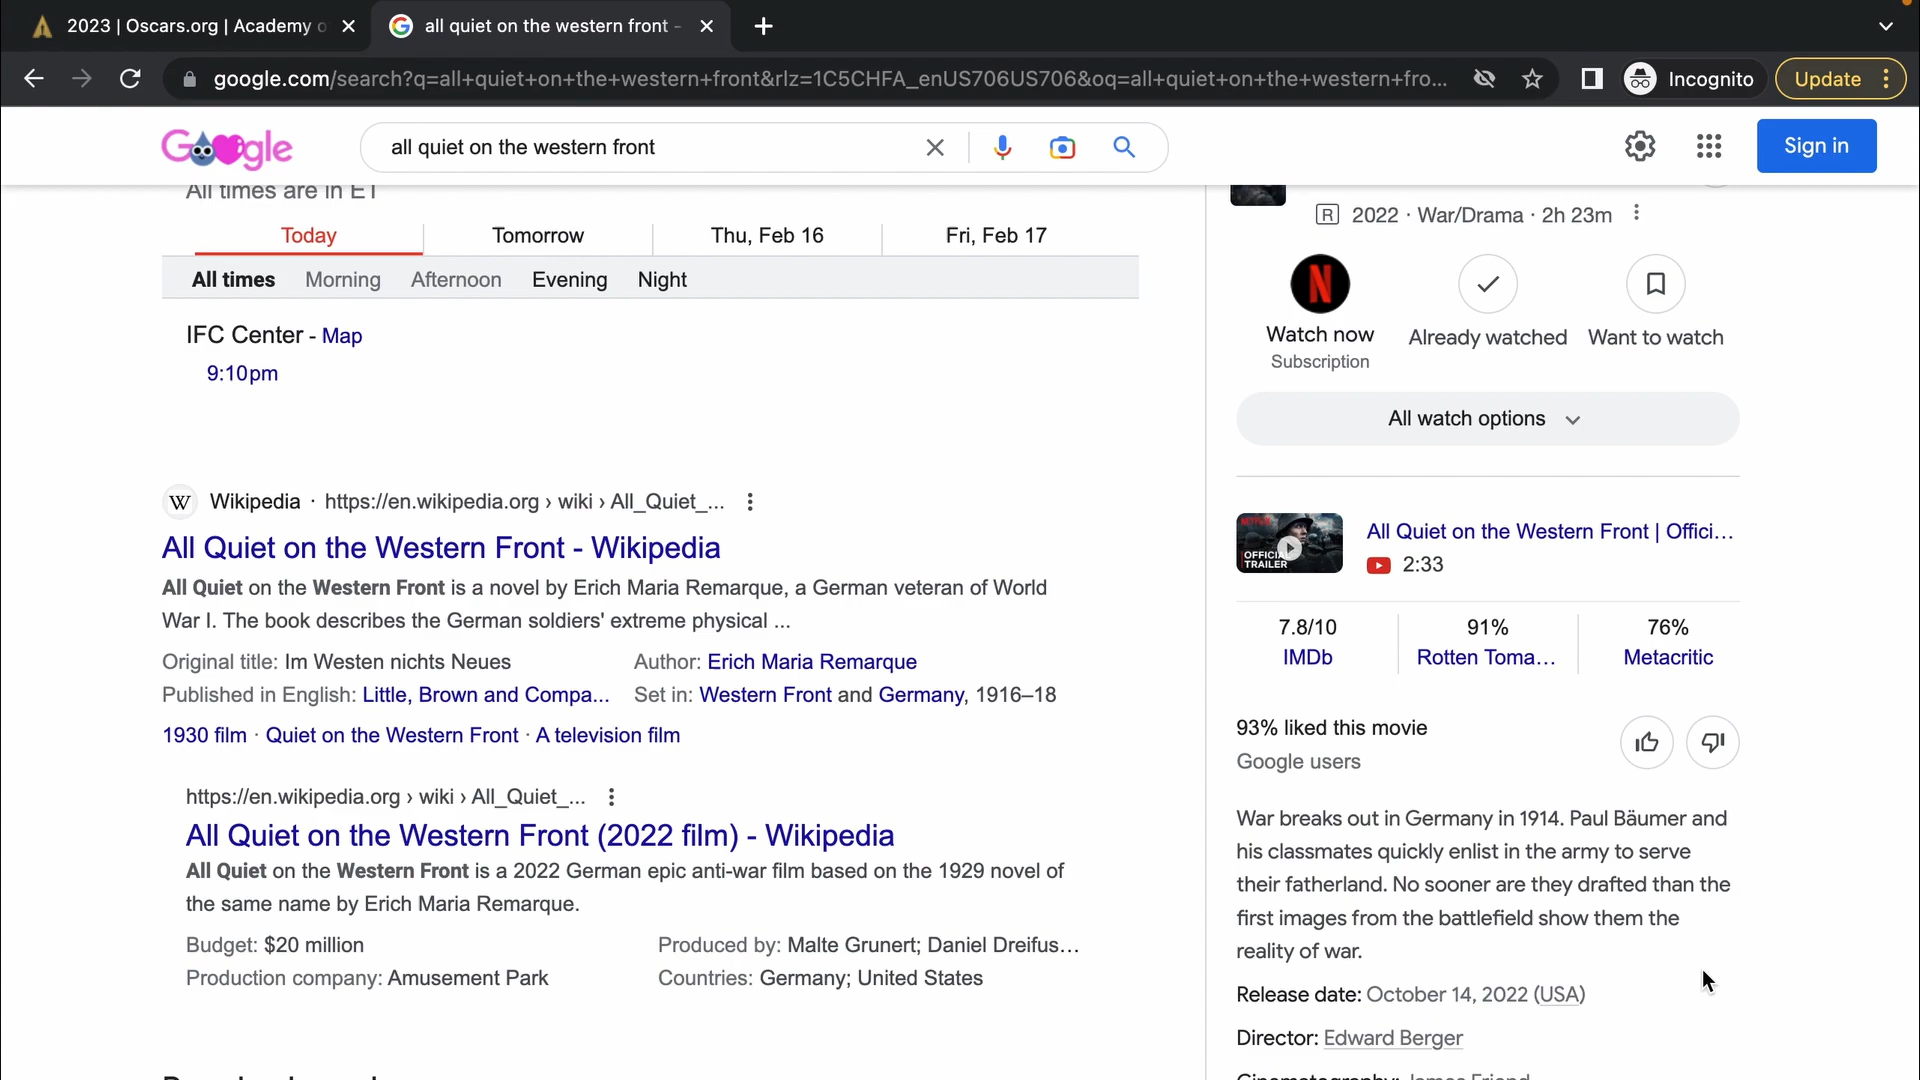 2023 | Oscars.org | Academy o
all quiet on the western front -
google.com/search?q=all+quiet+on+the+western+front&rlz=1C5CHFA_enUS706US706&oq=all+quiet+on+the+western+fro...
Incognito
Update
Google
all quiet on the western front
Sign in
All times are in ET
Today
Tomorrow
Thu, Feb 16
Fri, Feb 17
All times
Morning
Afternoon
Evening
Night
IFC Center - Map
9:10pm
W Wikipedia · https://en.wikipedia.org › wiki › All_Quiet_...
All Quiet on the Western Front - Wikipedia
All Quiet on the Western Front is a novel by Erich Maria Remarque, a German veteran of World
War I. The book describes the German soldiers' extreme physical ...
Original title: Im Westen nichts Neues
Author: Erich Maria Remarque
Published in English: Little, Brown and Compa...
Set in: Western Front and Germany, 1916–18
1930 film · Quiet on the Western Front · A television film
https://en.wikipedia.org › wiki › All_Quiet_...
All Quiet on the Western Front (2022 film) - Wikipedia
All Quiet on the Western Front is a 2022 German epic anti-war film based on the 1929 novel of
the same name by Erich Maria Remarque.
Budget: $20 million
Produced by: Malte Grunert; Daniel Dreifus...
Production company: Amusement Park
Countries: Germany; United States
R 2022 · War/Drama · 2h 23m
N
Watch now
Subscription
Already watched
Want to watch
All watch options
NETFLIX
OFFICIAL
TRAILER
All Quiet on the Western Front | Offici...
2:33
7.8/10
IMDb
91%
Rotten Toma...
76%
Metacritic
93% liked this movie
Google users
War breaks out in Germany in 1914. Paul Bäumer and
his classmates quickly enlist in the army to serve
their fatherland. No sooner are they drafted than the
first images from the battlefield show them the
reality of war.
Release date: October 14, 2022 (USA)
Director: Edward Berger
Cinematography: James Friend